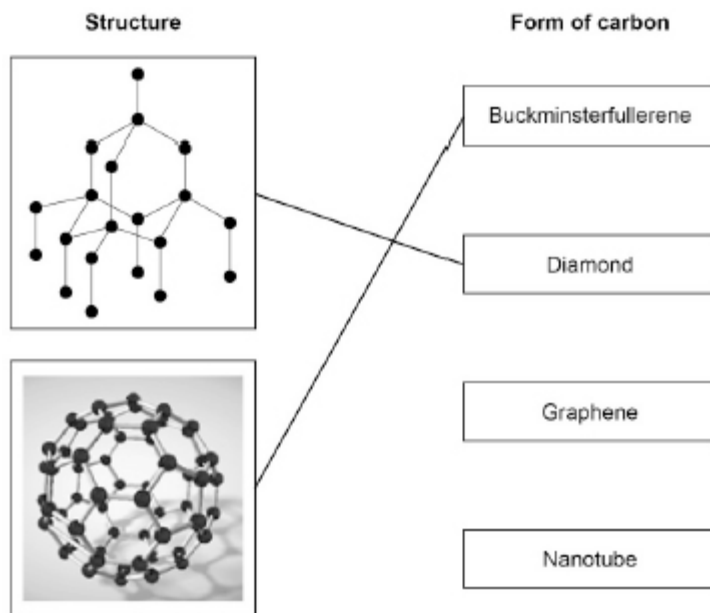 Structure
Form of carbon
Buckminsterfullerene
Diamond
Graphene
Nanotube